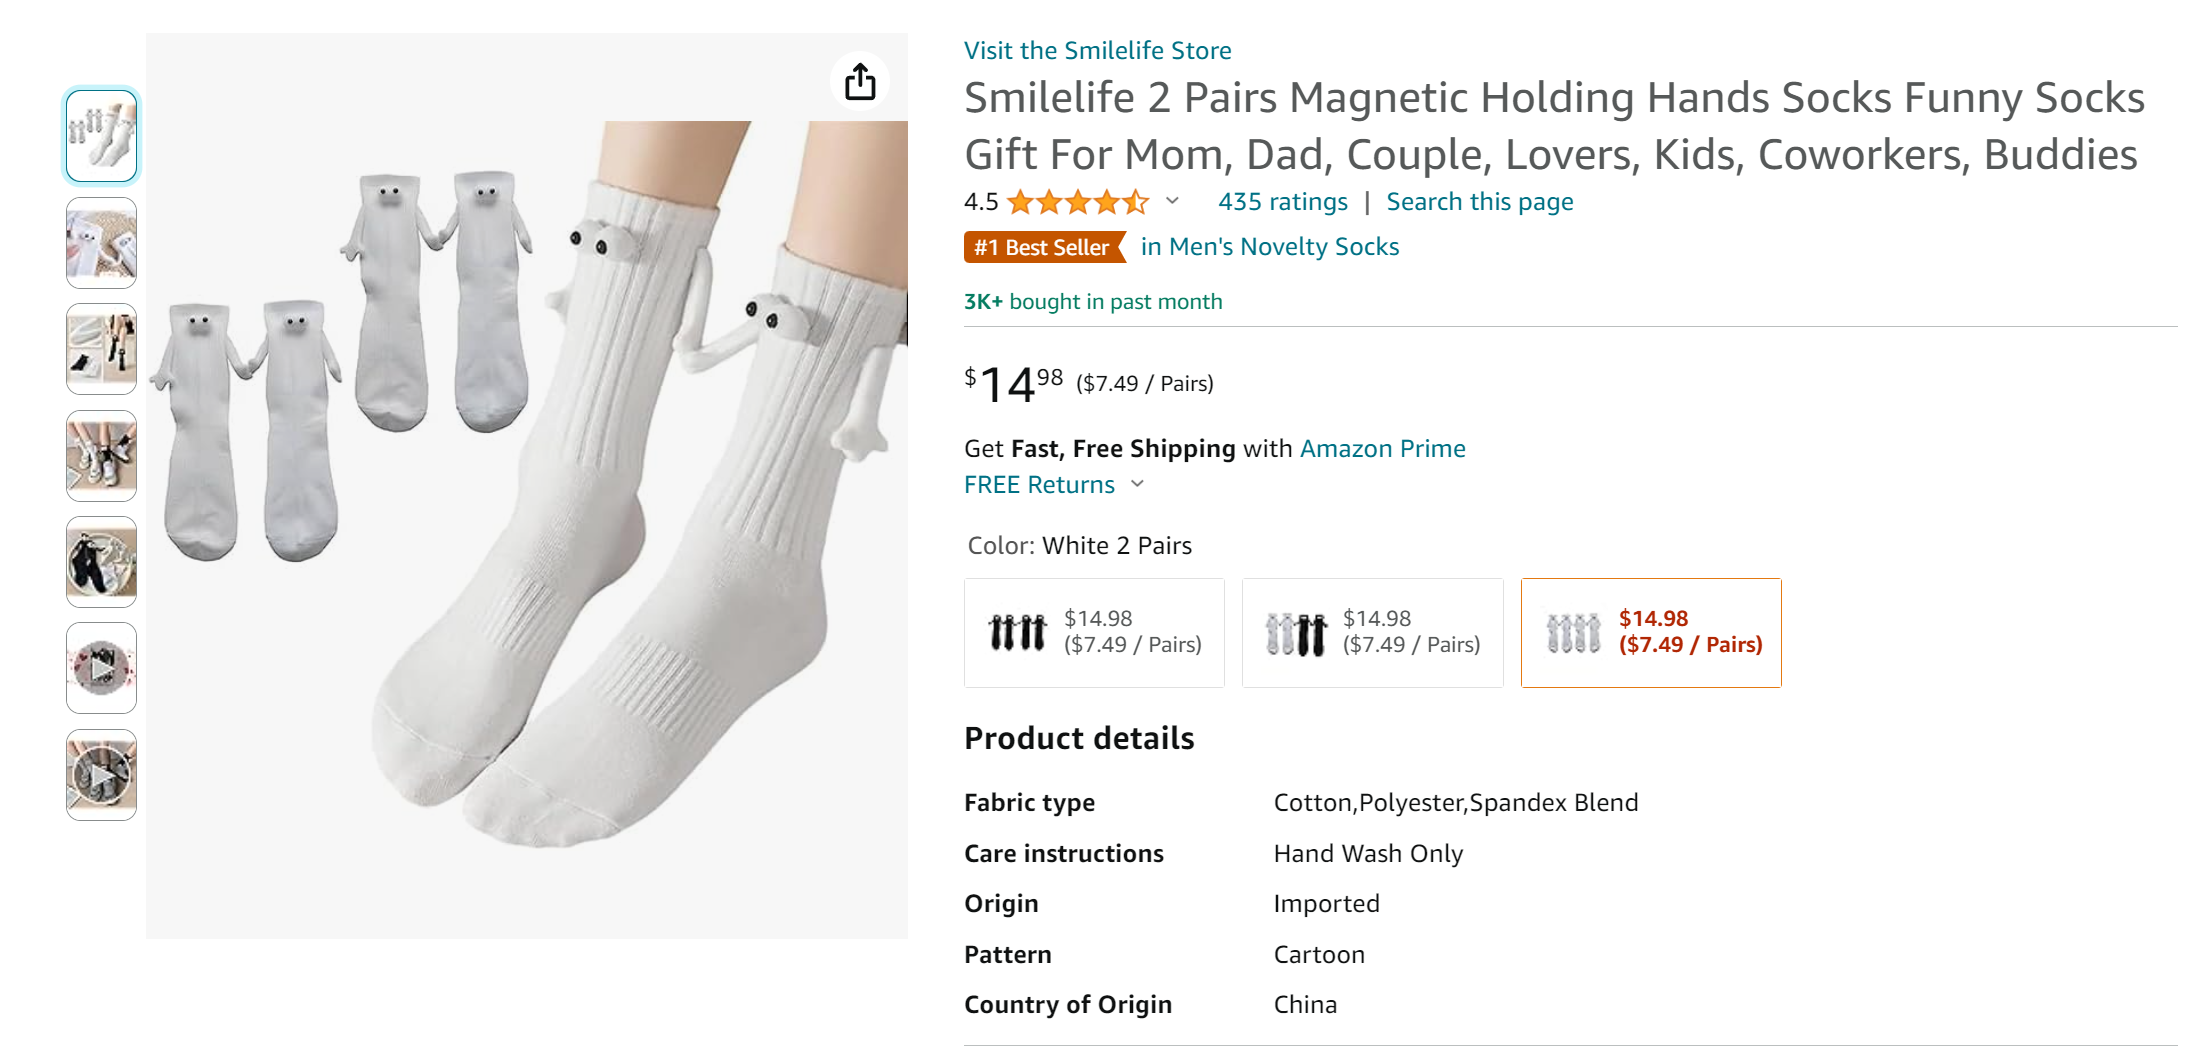 Visit the Smilelife Store
Smilelife 2 Pairs Magnetic Holding Hands Socks Funny Socks
Gift For Mom, Dad, Couple, Lovers, Kids, Coworkers, Buddies
4.5 435 ratings | Search this page
#1 Best Seller in Men's Novelty Socks
3K+ bought in past month
$14.98 ($7.49 / Pairs)
Get Fast, Free Shipping with Amazon Prime
FREE Returns
Color: White 2 Pairs
$14.98
($7.49 / Pairs)
$14.98
($7.49 / Pairs)
$14.98
($7.49 / Pairs)
Product details
Fabric type Cotton,Polyester,Spandex Blend
Care instructions Hand Wash Only
Origin Imported
Pattern Cartoon
Country of Origin China